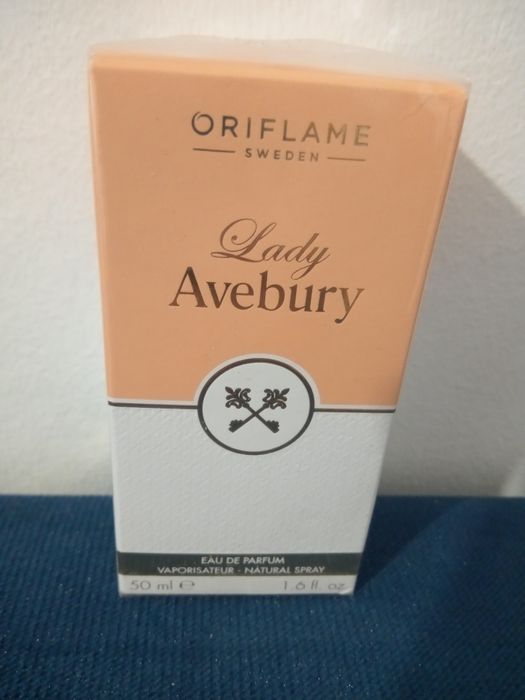 ORIFLAME
SWEDEN
Lady
Avebury
EAU DE PARFUM
VAPORISATEUR - NATURAL SPRAY
50 ml ℮ 1.6 fl. oz.